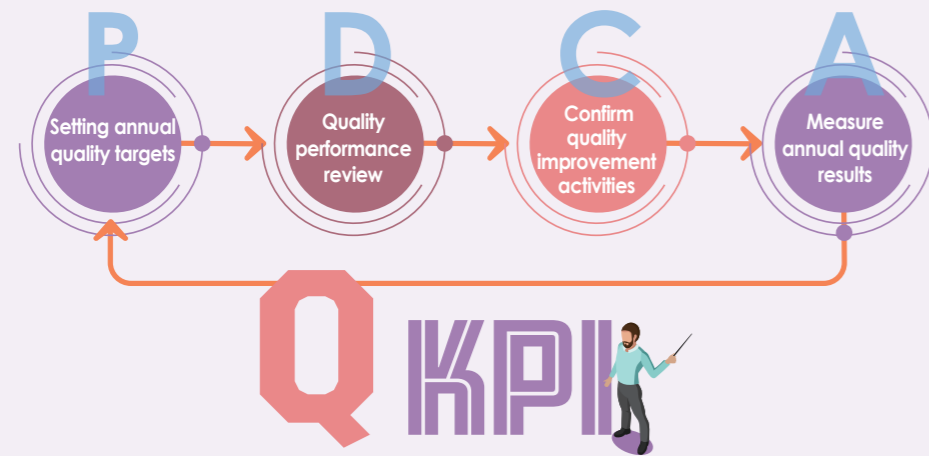 P
Setting annual
quality targets
D
Quality
performance
review
C
Confirm
quality
improvement
activities
A
Measure
annual quality
results
Q KPI